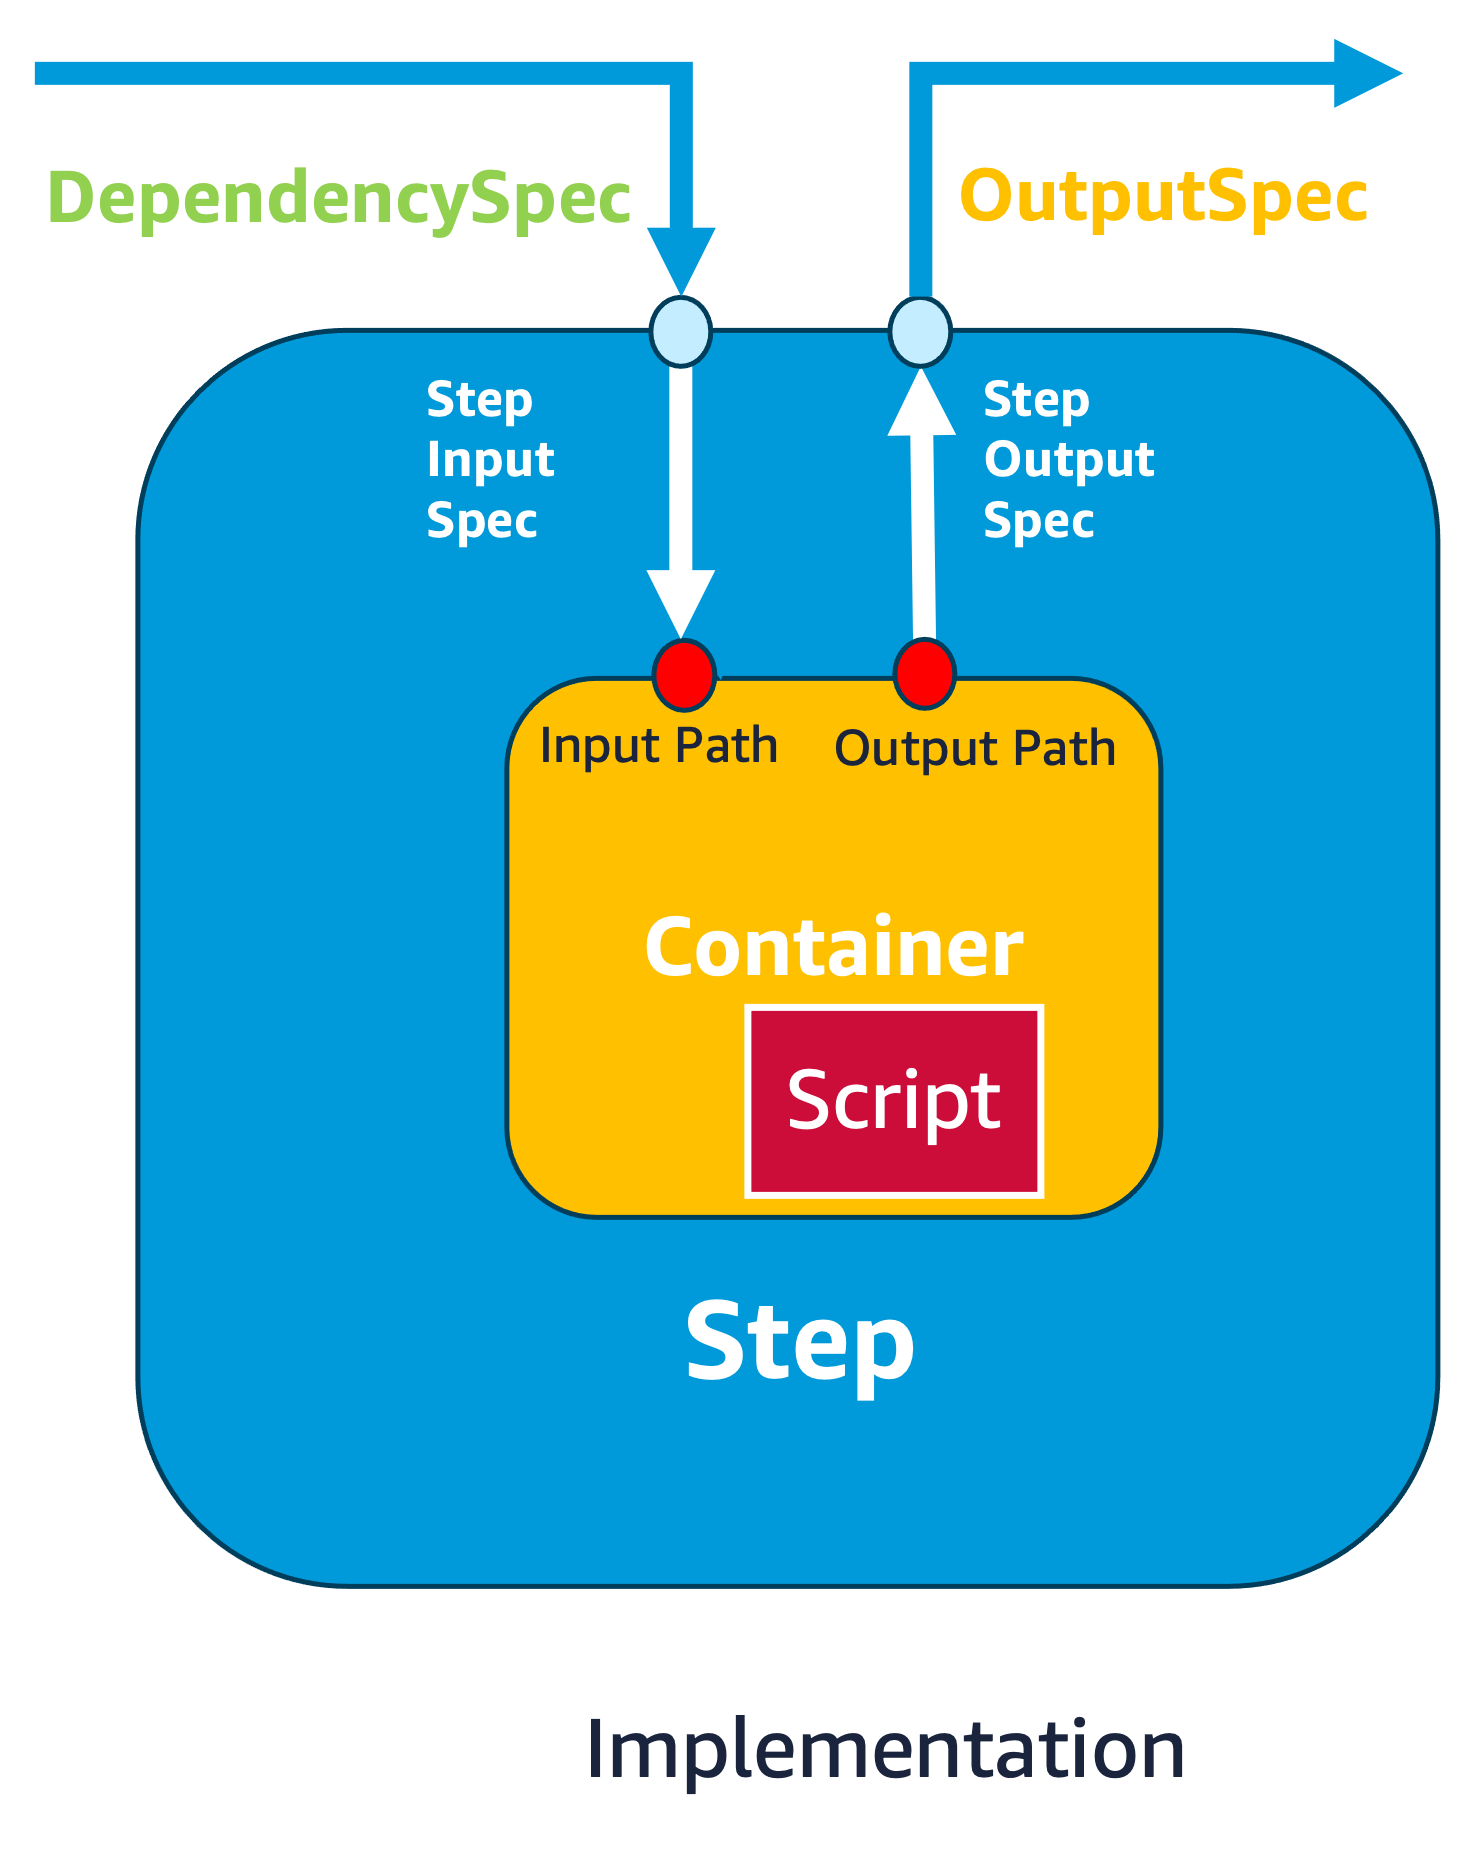 DependencySpec
OutputSpec
Step
Input
Spec
Step
Output
Spec
Input Path
Output Path
Container
Script
Step
Implementation